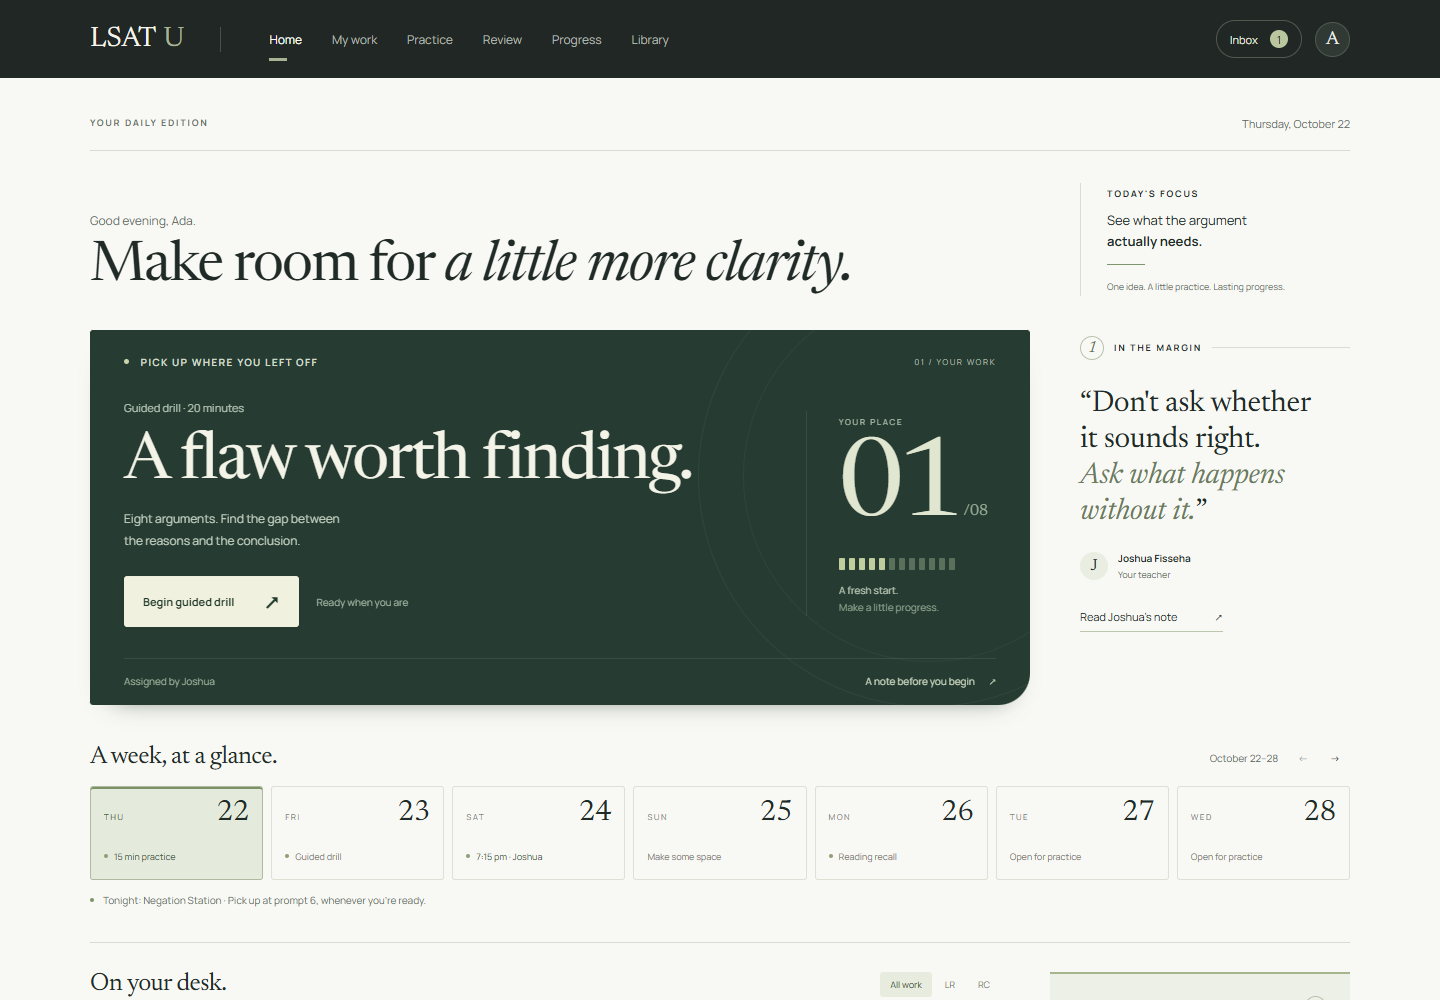 LSAT U
Home
My work
Practice
Review
Progress
Library
Inbox
1
A
YOUR DAILY EDITION
Thursday, October 22
Good evening, Ada.
Make room for a little more clarity.
TODAY'S FOCUS
See what the argument
actually needs.
One idea. A little practice. Lasting progress.
PICK UP WHERE YOU LEFT OFF
01 / YOUR WORK
Guided drill · 20 minutes
A flaw worth finding.
Eight arguments. Find the gap between
the reasons and the conclusion.
Begin guided drill ↗
Ready when you are
YOUR PLACE
01 /08
A fresh start.
Make a little progress.
Assigned by Joshua
A note before you begin ↗
1
IN THE MARGIN
“Don't ask whether
it sounds right.
Ask what happens
without it.”
J
Joshua Fisseha
Your teacher
Read Joshua's note ↗
A week, at a glance.
October 22–28 ← →
THU 22
15 min practice
FRI 23
Guided drill
SAT 24
7:15 pm · Joshua
SUN 25
Make some space
MON 26
Reading recall
TUE 27
Open for practice
WED 28
Open for practice
Tonight: Negation Station · Pick up at prompt 6, whenever you're ready.
On your desk.
All work
LR
RC